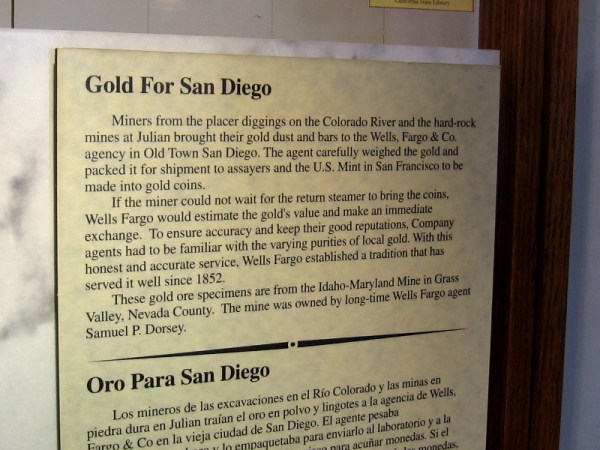 California State Library
Gold For San Diego
Miners from the placer diggings on the Colorado River and the hard-rock
mines at Julian brought their gold dust and bars to the Wells, Fargo & Co.
agency in Old Town San Diego. The agent carefully weighed the gold and
packed it for shipment to assayers and the U.S. Mint in San Francisco to be
made into gold coins.
If the miner could not wait for the return steamer to bring the coins,
Wells Fargo would estimate the gold's value and make an immediate
exchange. To ensure accuracy and keep their good reputations, Company
agents had to be familiar with the varying purities of local gold. With this
honest and accurate service, Wells Fargo established a tradition that has
served it well since 1852.
These gold ore specimens are from the Idaho-Maryland Mine in Grass
Valley, Nevada County. The mine was owned by long-time Wells Fargo agent
Samuel P. Dorsey.
Oro Para San Diego
Los mineros de las excavaciones en el Río Colorado y las minas en
piedra dura en Julian traían el oro en polvo y lingotes a la agencia de Wells,
Fargo & Co en la vieja ciudad de San Diego. El agente pesaba
y lo empaquetaba para enviarlo al laboratorio y a la
para acuñar monedas. Si el
monedas,